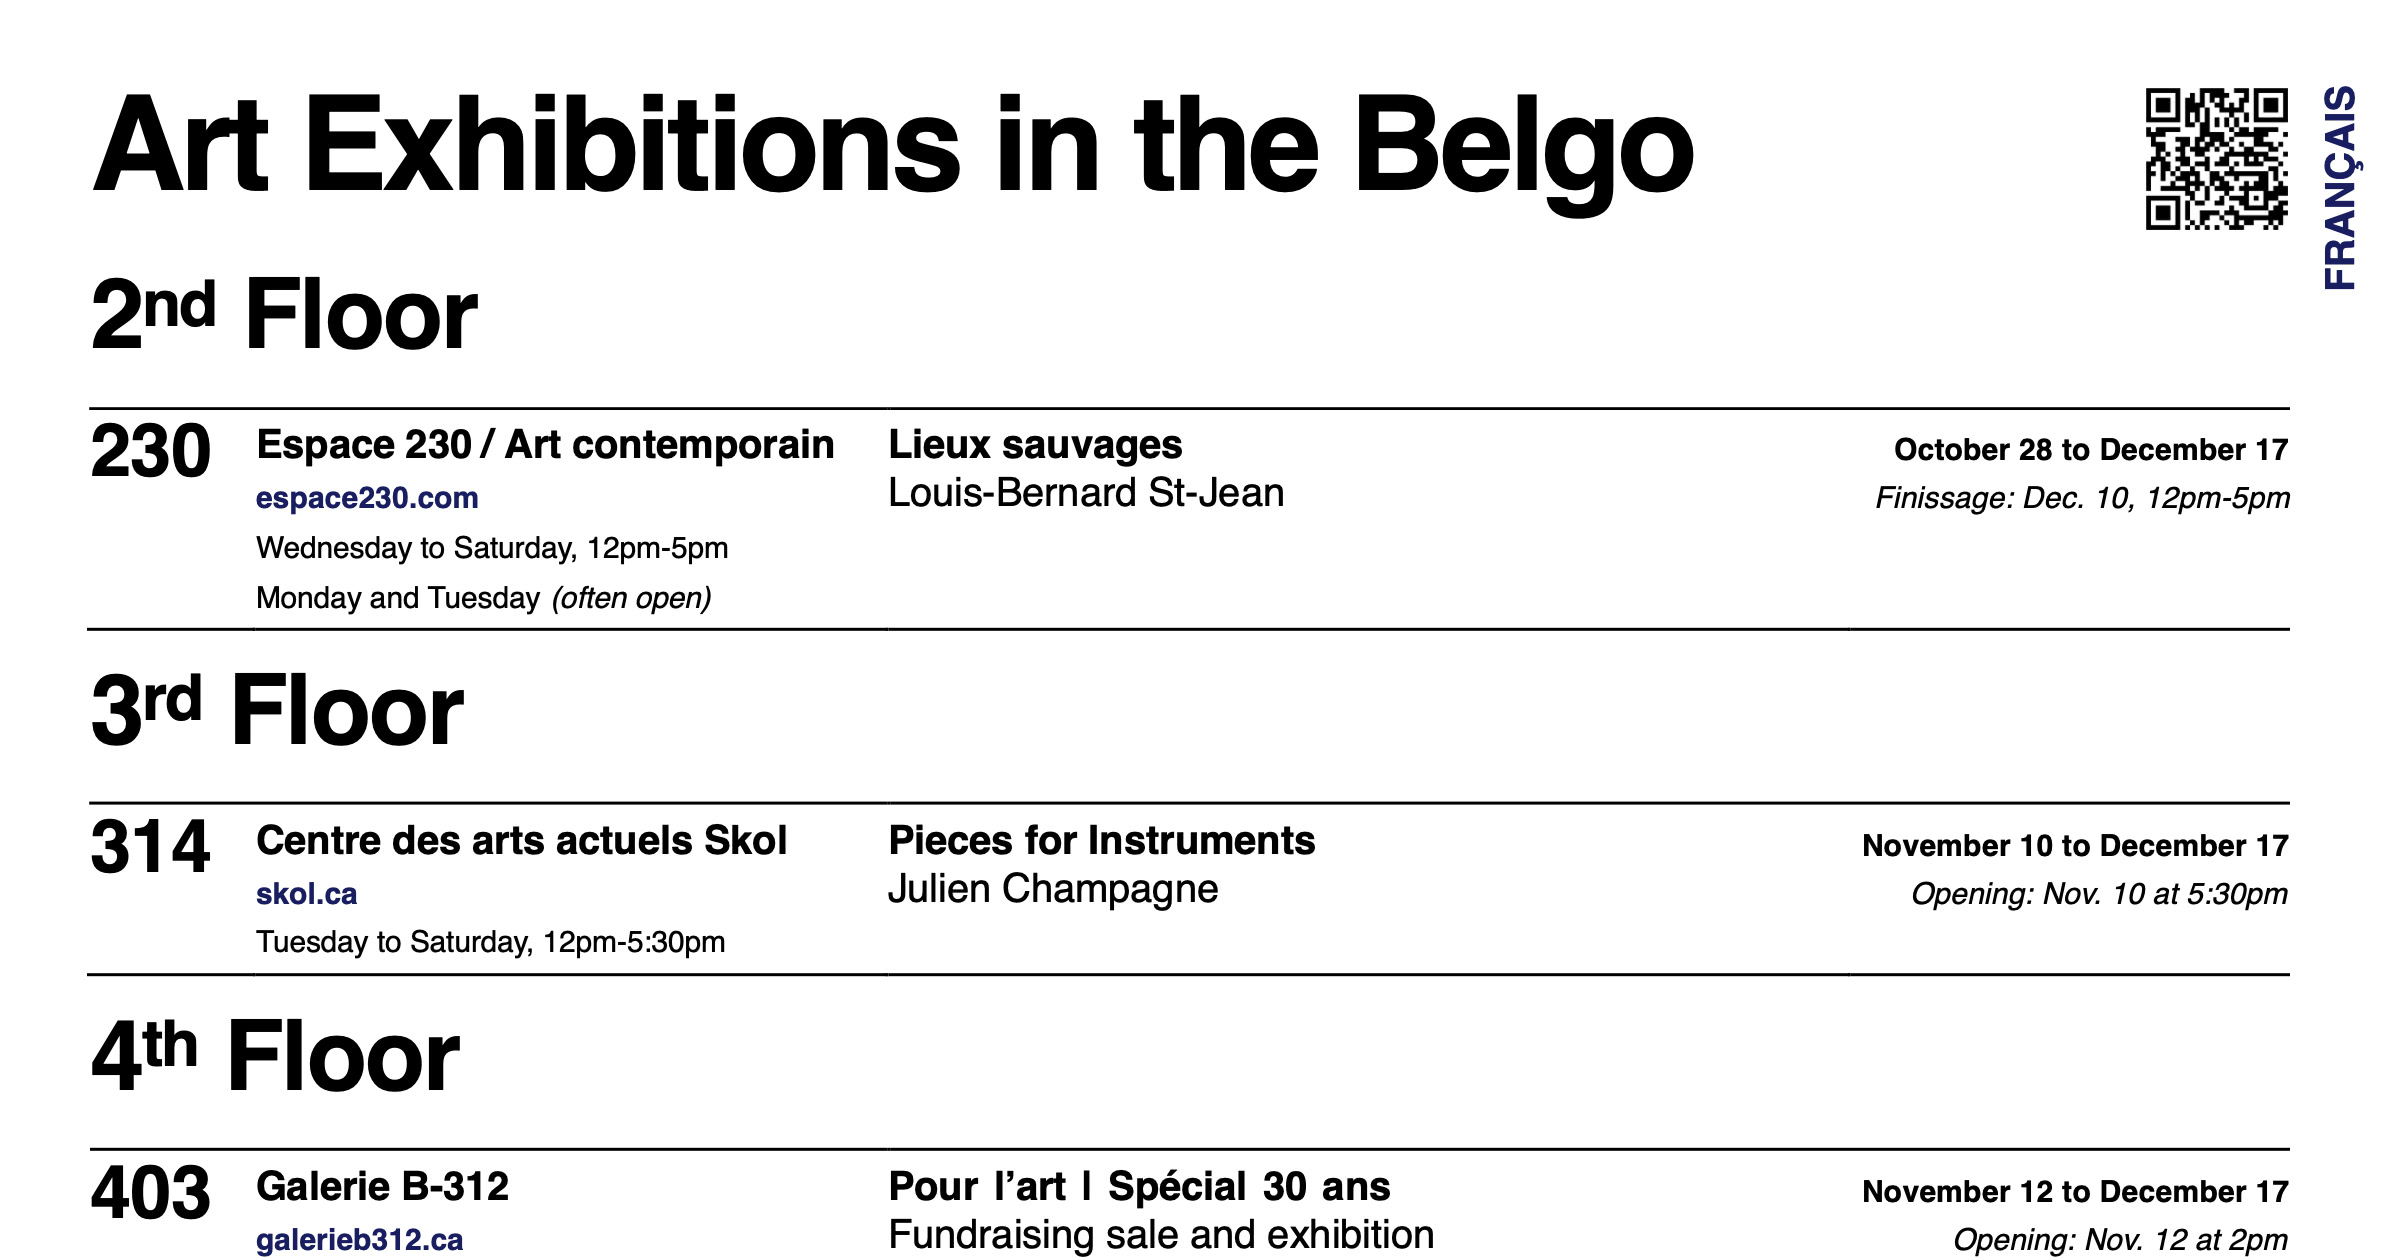 Art Exhibitions in the Belgo
FRANÇAIS
2nd Floor
230 Espace 230 / Art contemporain Lieux sauvages October 28 to December 17
espace230.com Louis-Bernard St-Jean Finissage: Dec. 10, 12pm-5pm
Wednesday to Saturday, 12pm-5pm
Monday and Tuesday (often open)
3rd Floor
314 Centre des arts actuels Skol Pieces for Instruments November 10 to December 17
skol.ca Julien Champagne Opening: Nov. 10 at 5:30pm
Tuesday to Saturday, 12pm-5:30pm
4th Floor
403 Galerie B-312 Pour l’art | Spécial 30 ans November 12 to December 17
galerieb312.ca Fundraising sale and exhibition Opening: Nov. 12 at 2pm